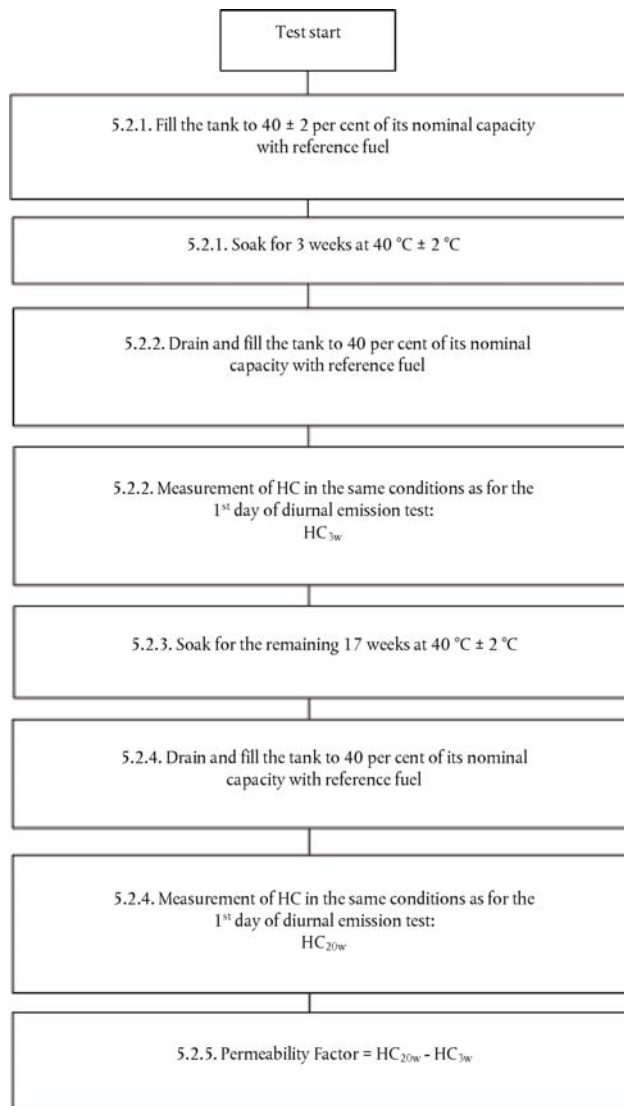 Test start
5.2.1. Fill the tank to 40 ± 2 per cent of its nominal capacity
with reference fuel
5.2.1. Soak for 3 weeks at 40 °C ± 2 °C
5.2.2. Drain and fill the tank to 40 per cent of its nominal
capacity with reference fuel
5.2.2. Measurement of HC in the same conditions as for the
1st day of diurnal emission test:
HC3w
5.2.3. Soak for the remaining 17 weeks at 40 °C ± 2 °C
5.2.4. Drain and fill the tank to 40 per cent of its nominal
capacity with reference fuel
5.2.4. Measurement of HC in the same conditions as for the
1st day of diurnal emission test:
HC20w
5.2.5. Permeability Factor = HC20w - HC3w